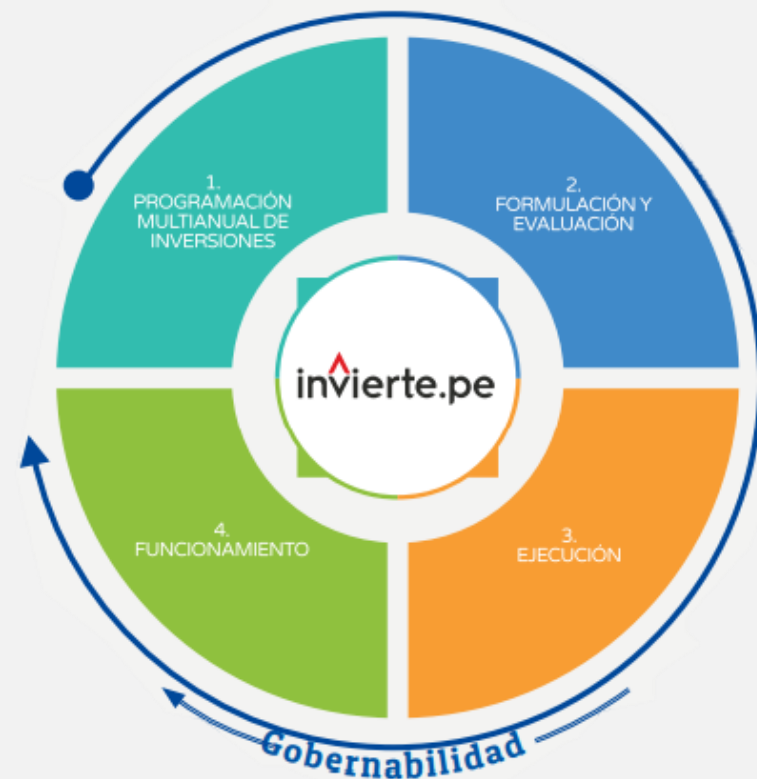 1.
PROGRAMACIÓN
MULTIANUAL DE
INVERSIONES
2.
FORMULACIÓN Y
EVALUACIÓN
invierte.pe
4.
FUNCIONAMIENTO
3.
EJECUCIÓN
Gobernabilidad